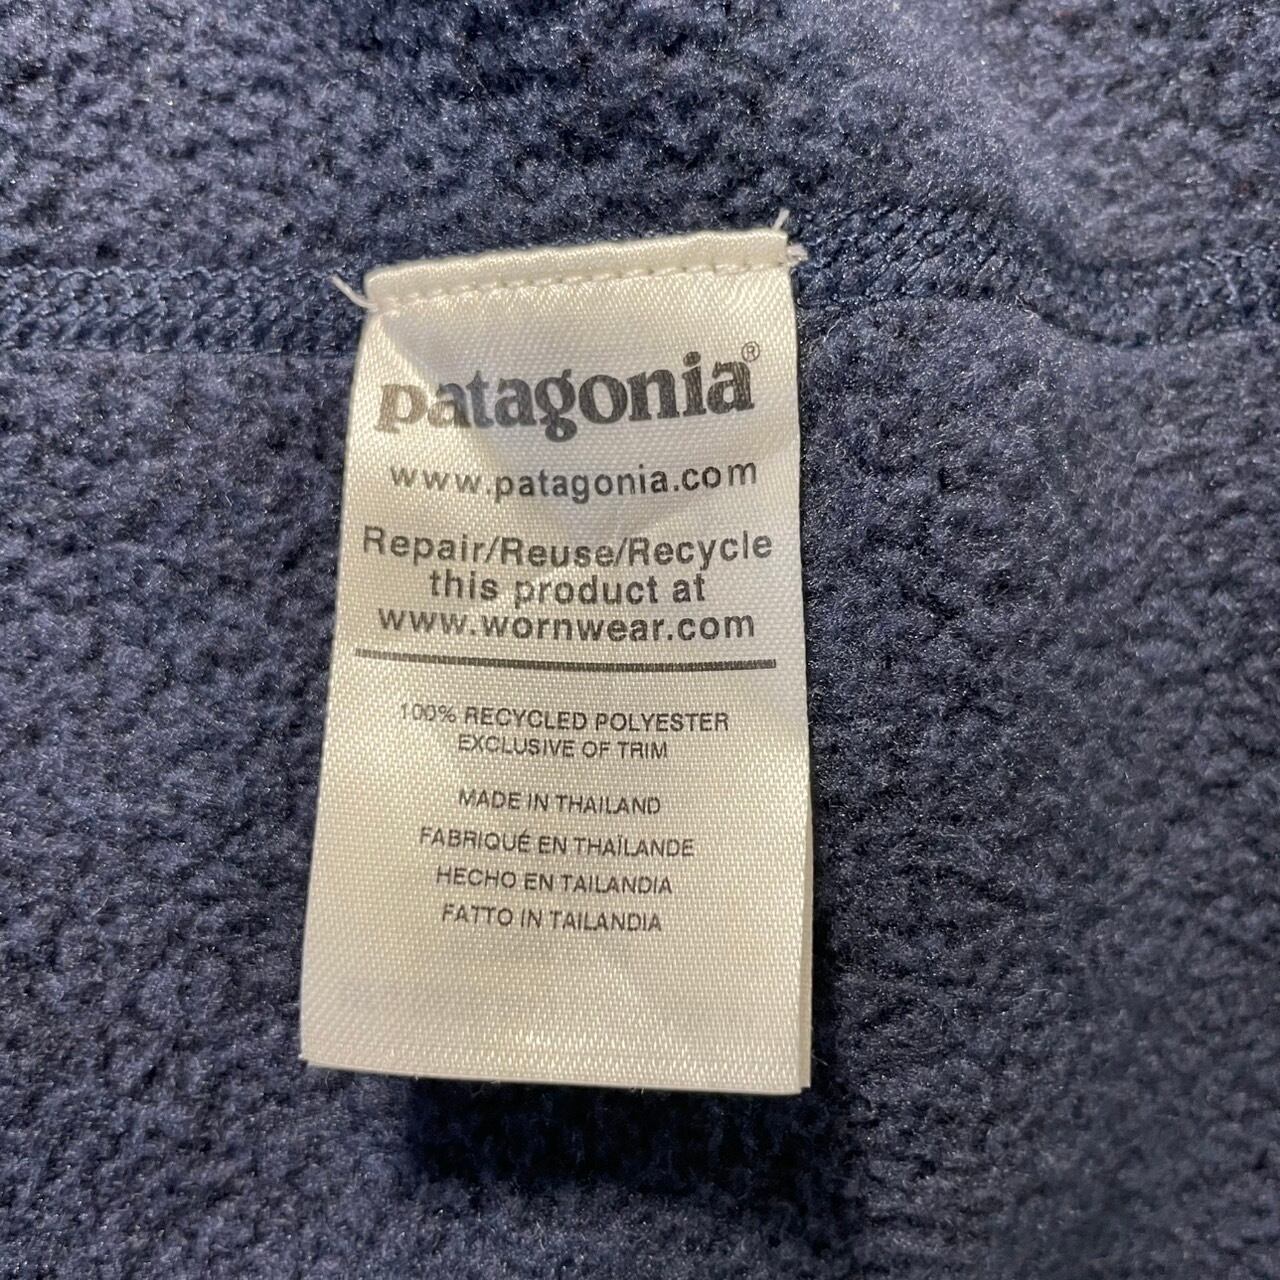 patagonia®
www.patagonia.com
Repair/Reuse/Recycle
this product at
www.wornwear.com
100% RECYCLED POLYESTER
EXCLUSIVE OF TRIM
MADE IN THAILAND
FABRIQUÉ EN THAÏLANDE
HECHO EN TAILANDIA
FATTO IN TAILANDIA